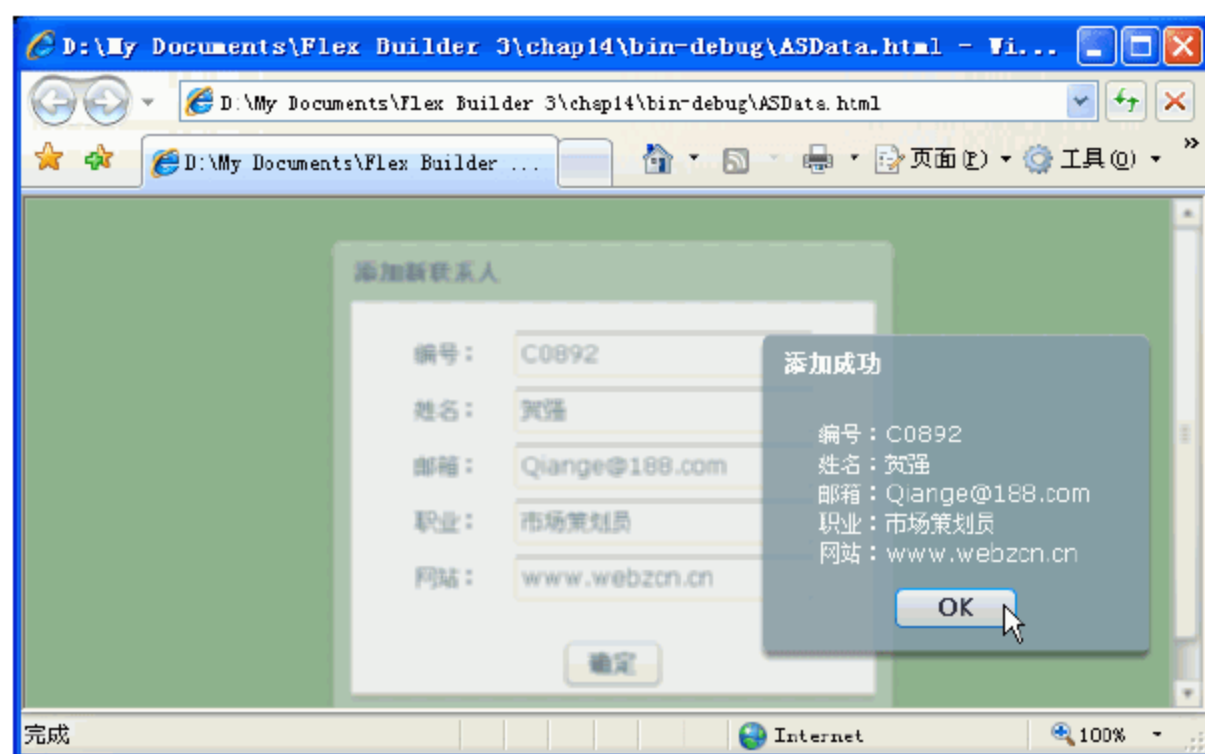 D:\My Documents\Flex Builder 3\chap14\bin-debug\ASData.html - Wi...
D:\My Documents\Flex Builder 3\chap14\bin-debug\ASData.html
D:\My Documents\Flex Builder ...
页面(P)
工具(O)
»
添加新联系人
编号：
C0892
姓名：
贺强
邮箱：
Qiange@188.com
职业：
市场策划员
网站：
www.webzcn.cn
确定
添加成功
编号：C0892
姓名：贺强
邮箱：Qiange@188.com
职业：市场策划员
网站：www.webzcn.cn
OK
完成
Internet
100%